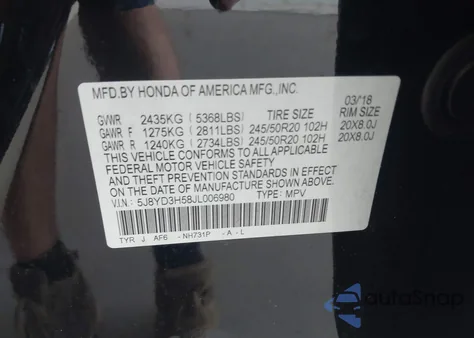 MFD.BY HONDA OF AMERICA MFG.,INC.
03/18
GVWR 2435KG ( 5368LBS) TIRE SIZE RIM SIZE
GAWR F 1275KG ( 2811LBS) 245/50R20 102H 20X8.0J
GAWR R 1240KG ( 2734LBS) 245/50R20 102H 20X8.0J
THIS VEHICLE CONFORMS TO ALL APPLICABLE
FEDERAL MOTOR VEHICLE SAFETY
AND THEFT PREVENTION STANDARDS IN EFFECT
ON THE DATE OF MANUFACTURE SHOWN ABOVE.
V.I.N: 5J8YD3H58JL006980 TYPE: MPV
TYR J AF6 -NH731P -A-L
autoSnap